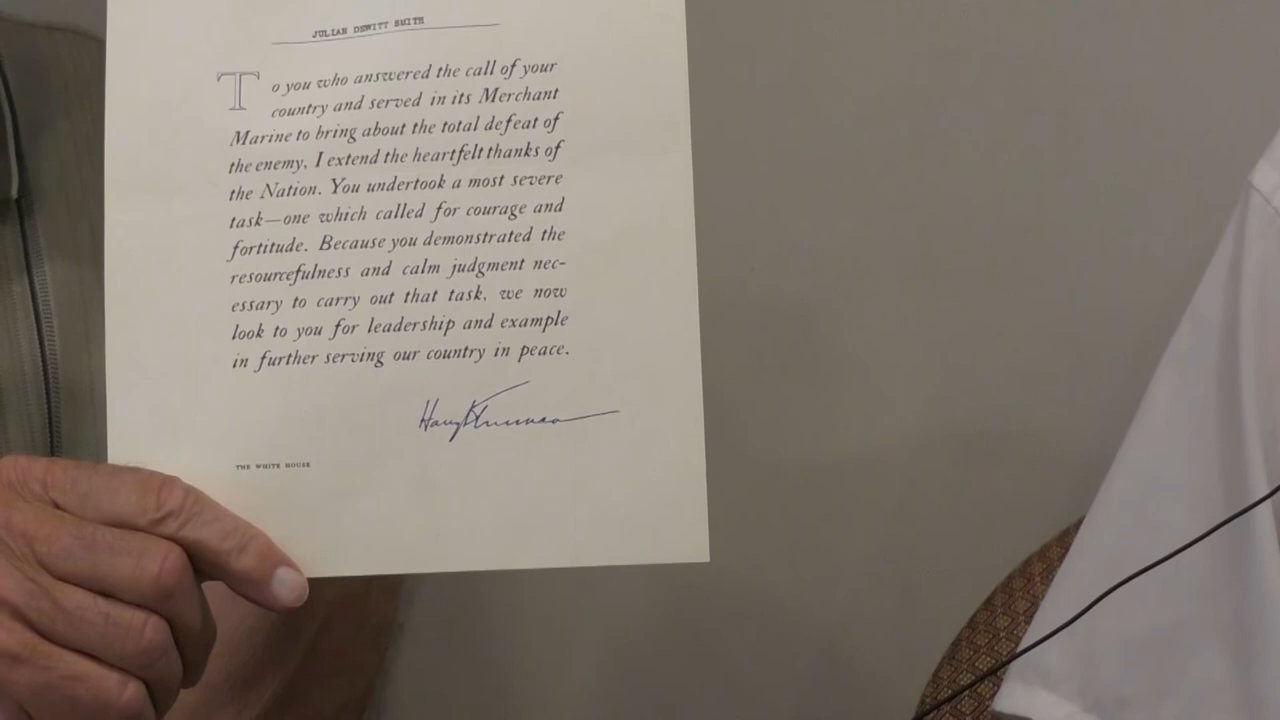 JULIAN DEWITT SMITH
To you who answered the call of your
country and served in its Merchant
Marine to bring about the total defeat of
the enemy, I extend the heartfelt thanks of
the Nation. You undertook a most severe
task—one which called for courage and
fortitude. Because you demonstrated the
resourcefulness and calm judgment nec-
essary to carry out that task, we now
look to you for leadership and example
in further serving our country in peace.
Harry Truman
THE WHITE HOUSE